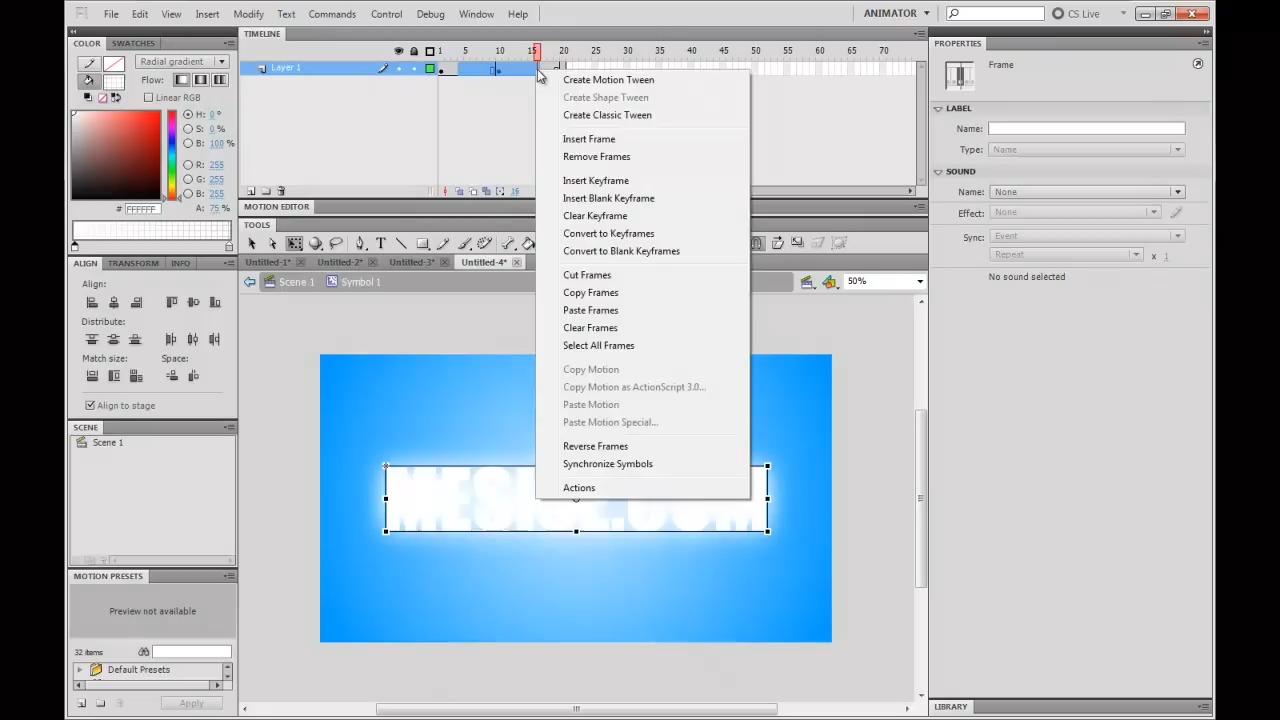 Fl File Edit View Insert Modify Text Commands Control Debug Window Help ANIMATOR CS Live
COLOR SWATCHES
Radial gradient
Flow:
Linear RGB
H: 0 °
S: 0 %
B: 100 %
R: 255
G: 255
B: 255
# FFFFFF A: 75 %
ALIGN TRANSFORM INFO
Align:
Distribute:
Match size: Space:
Align to stage
SCENE
Scene 1
MOTION PRESETS
Preview not available
32 items
Default Presets
Apply
TIMELINE
1 5 10 15 20 25 30 35 40 45 50 55 60 65 70
Layer 1
16
MOTION EDITOR
TOOLS
Untitled-1* Untitled-2* Untitled-3* Untitled-4*
Scene 1 Symbol 1 50%
Create Motion Tween
Create Shape Tween
Create Classic Tween
Insert Frame
Remove Frames
Insert Keyframe
Insert Blank Keyframe
Clear Keyframe
Convert to Keyframes
Convert to Blank Keyframes
Cut Frames
Copy Frames
Paste Frames
Clear Frames
Select All Frames
Copy Motion
Copy Motion as ActionScript 3.0...
Paste Motion
Paste Motion Special...
Reverse Frames
Synchronize Symbols
Actions
PROPERTIES
Frame
LABEL
Name:
Type: Name
SOUND
Name: None
Effect: None
Sync: Event
Repeat x 1
No sound selected
LIBRARY